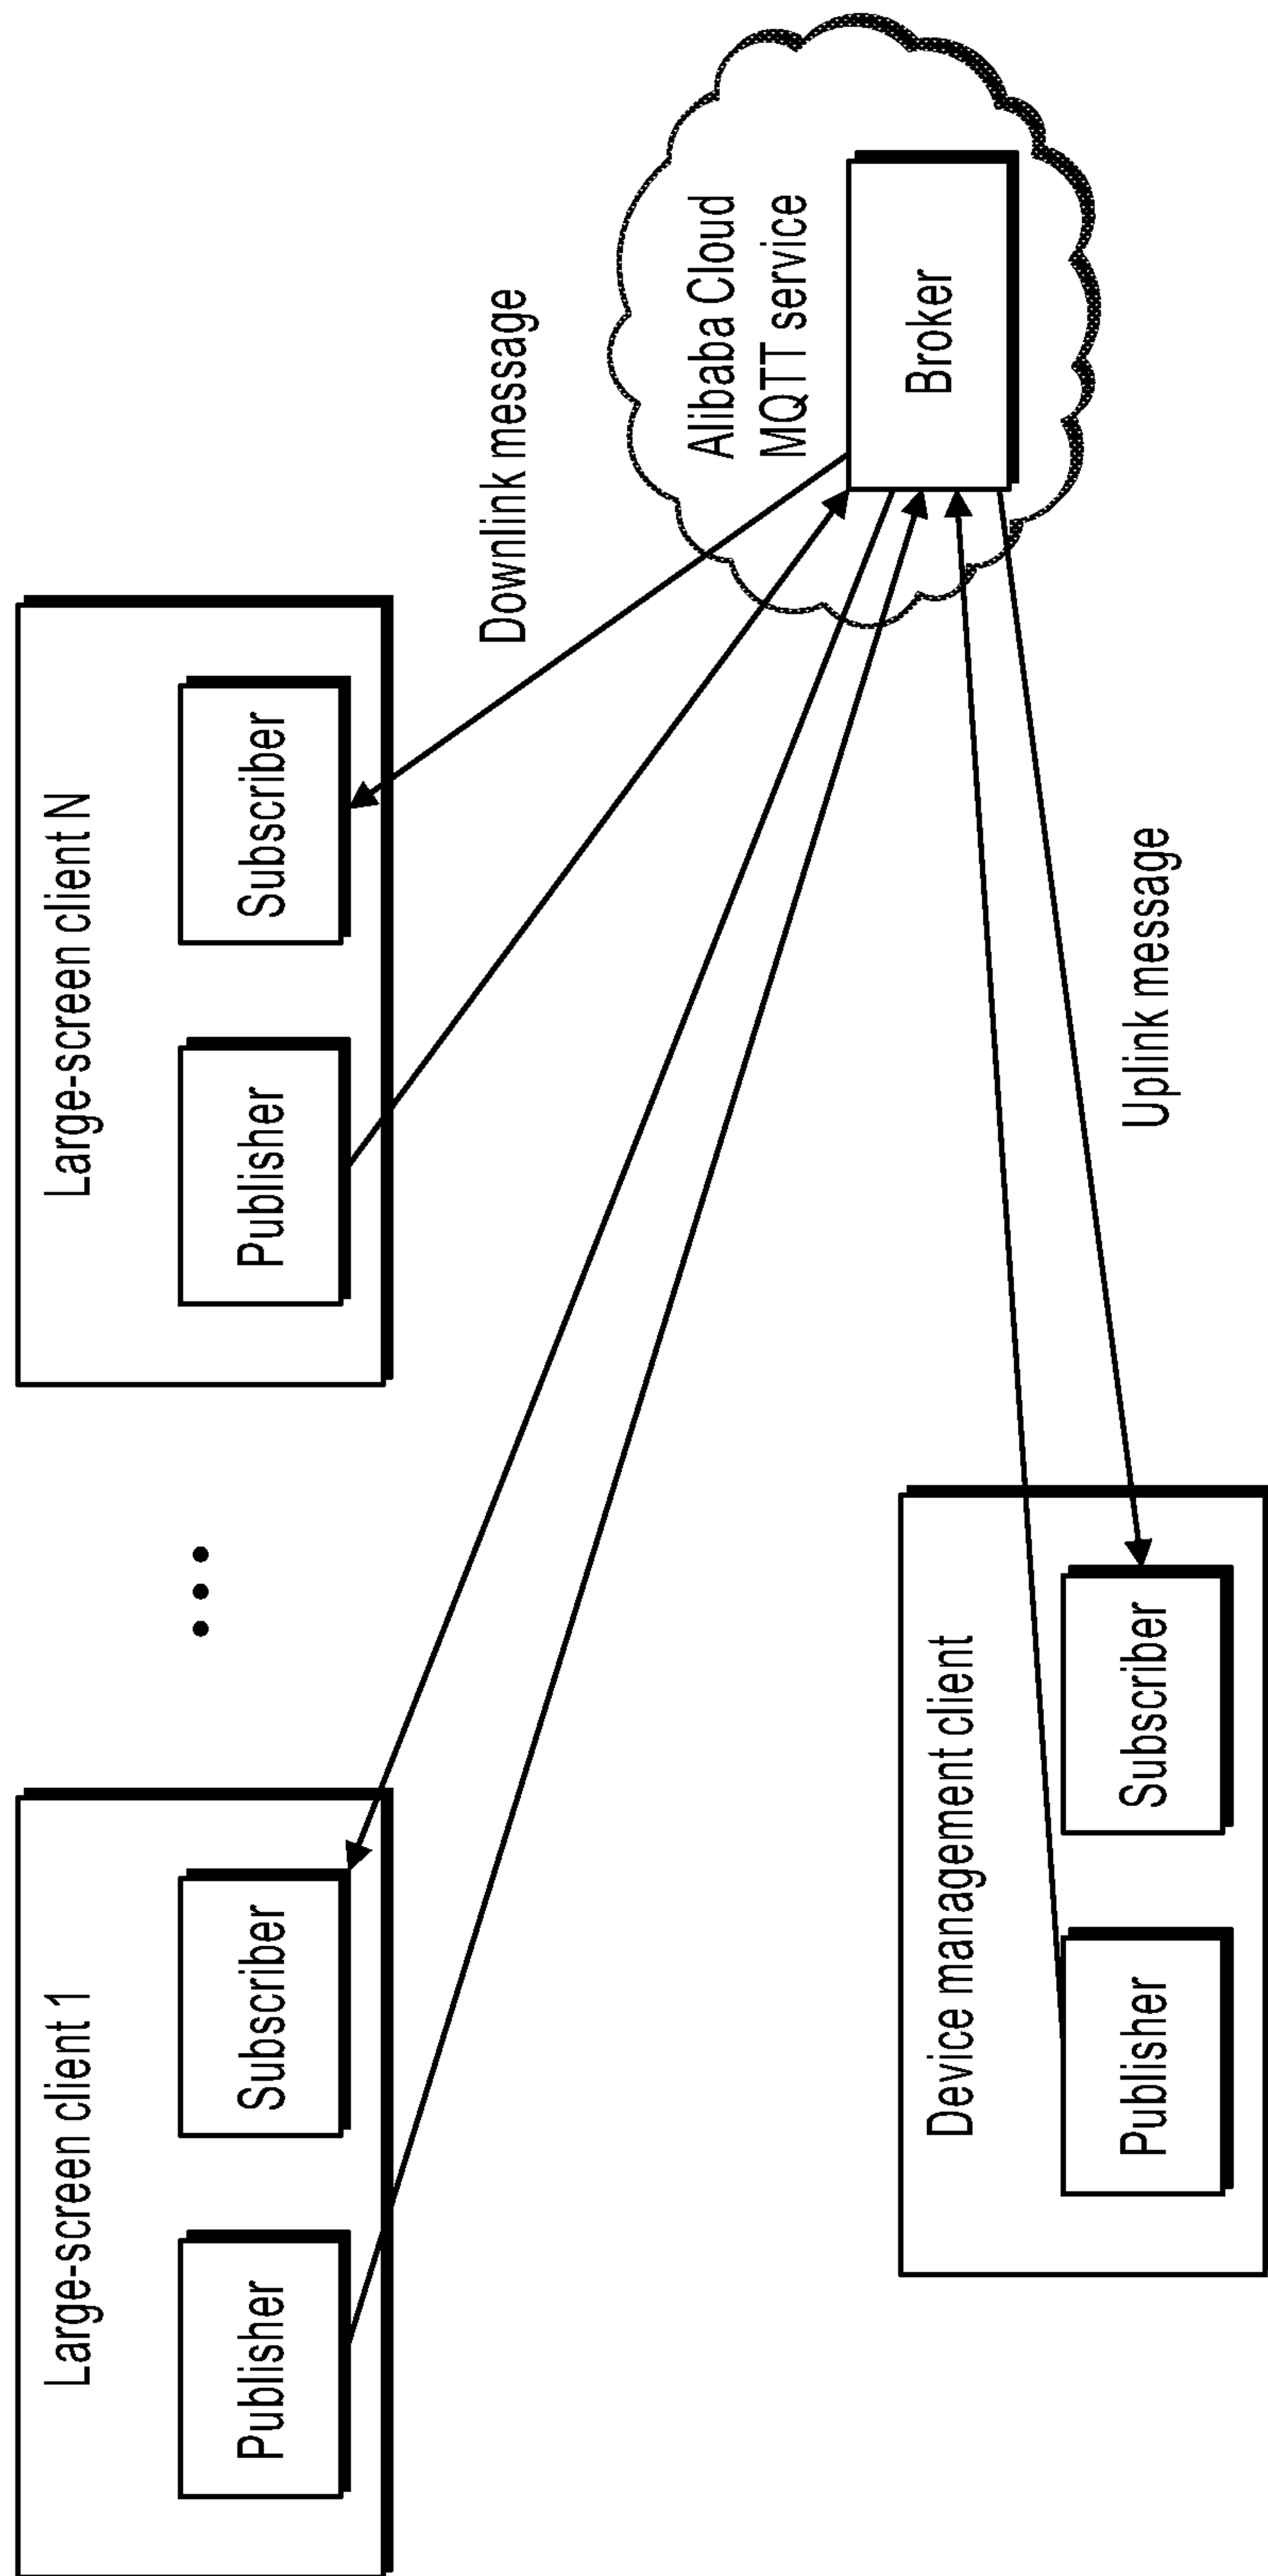 Large-screen client 1
Publisher
Subscriber
Large-screen client N
Publisher
Subscriber
Downlink message
Alibaba Cloud
MQTT service
Broker
Device management client
Publisher
Subscriber
Uplink message